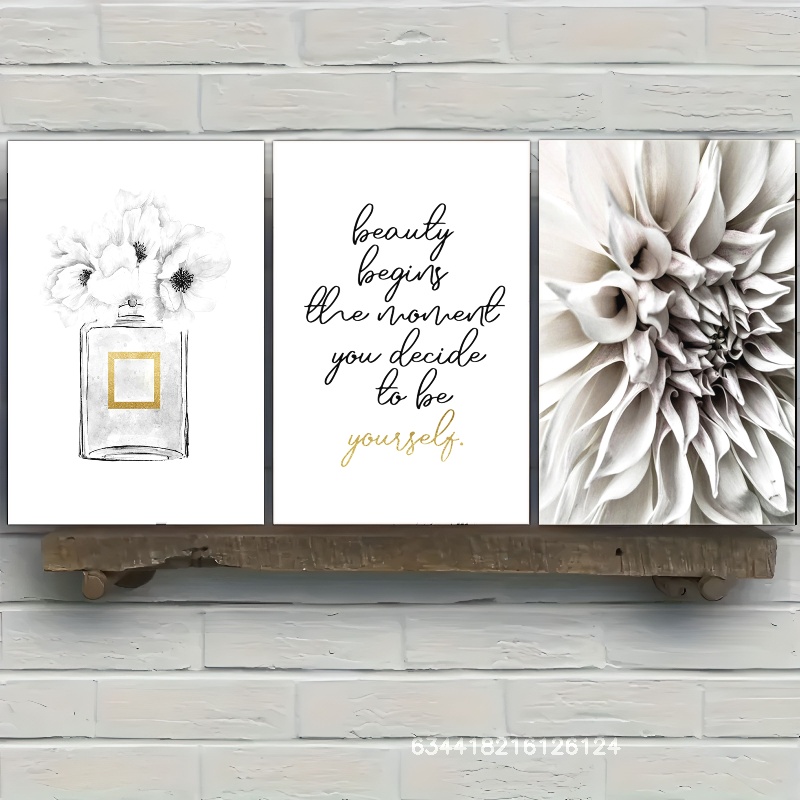 beauty
begins
the moment
you decide
to be
yourself.
634418216126124